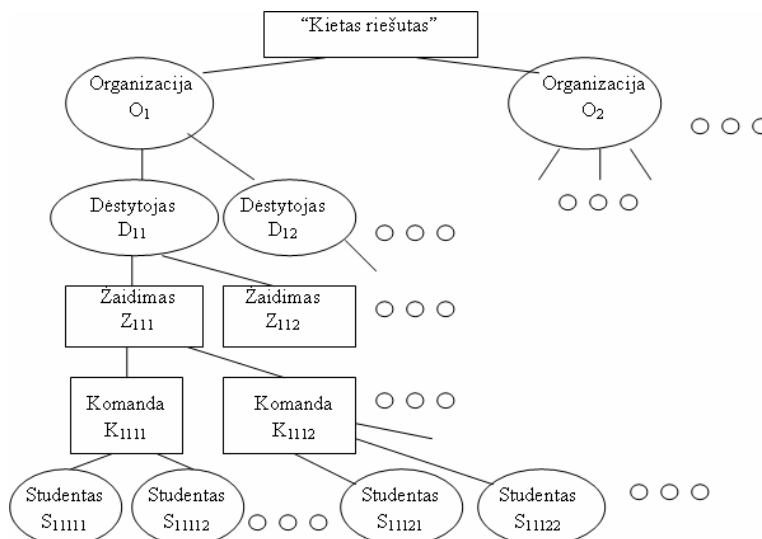 “Kietas riešutas”
Organizacija
O1
Organizacija
O2
Dėstytojas
D11
Dėstytojas
D12
Žaidimas
Z111
Žaidimas
Z112
Komanda
K1111
Komanda
K1112
Studentas
S11111
Studentas
S11112
Studentas
S11121
Studentas
S11122